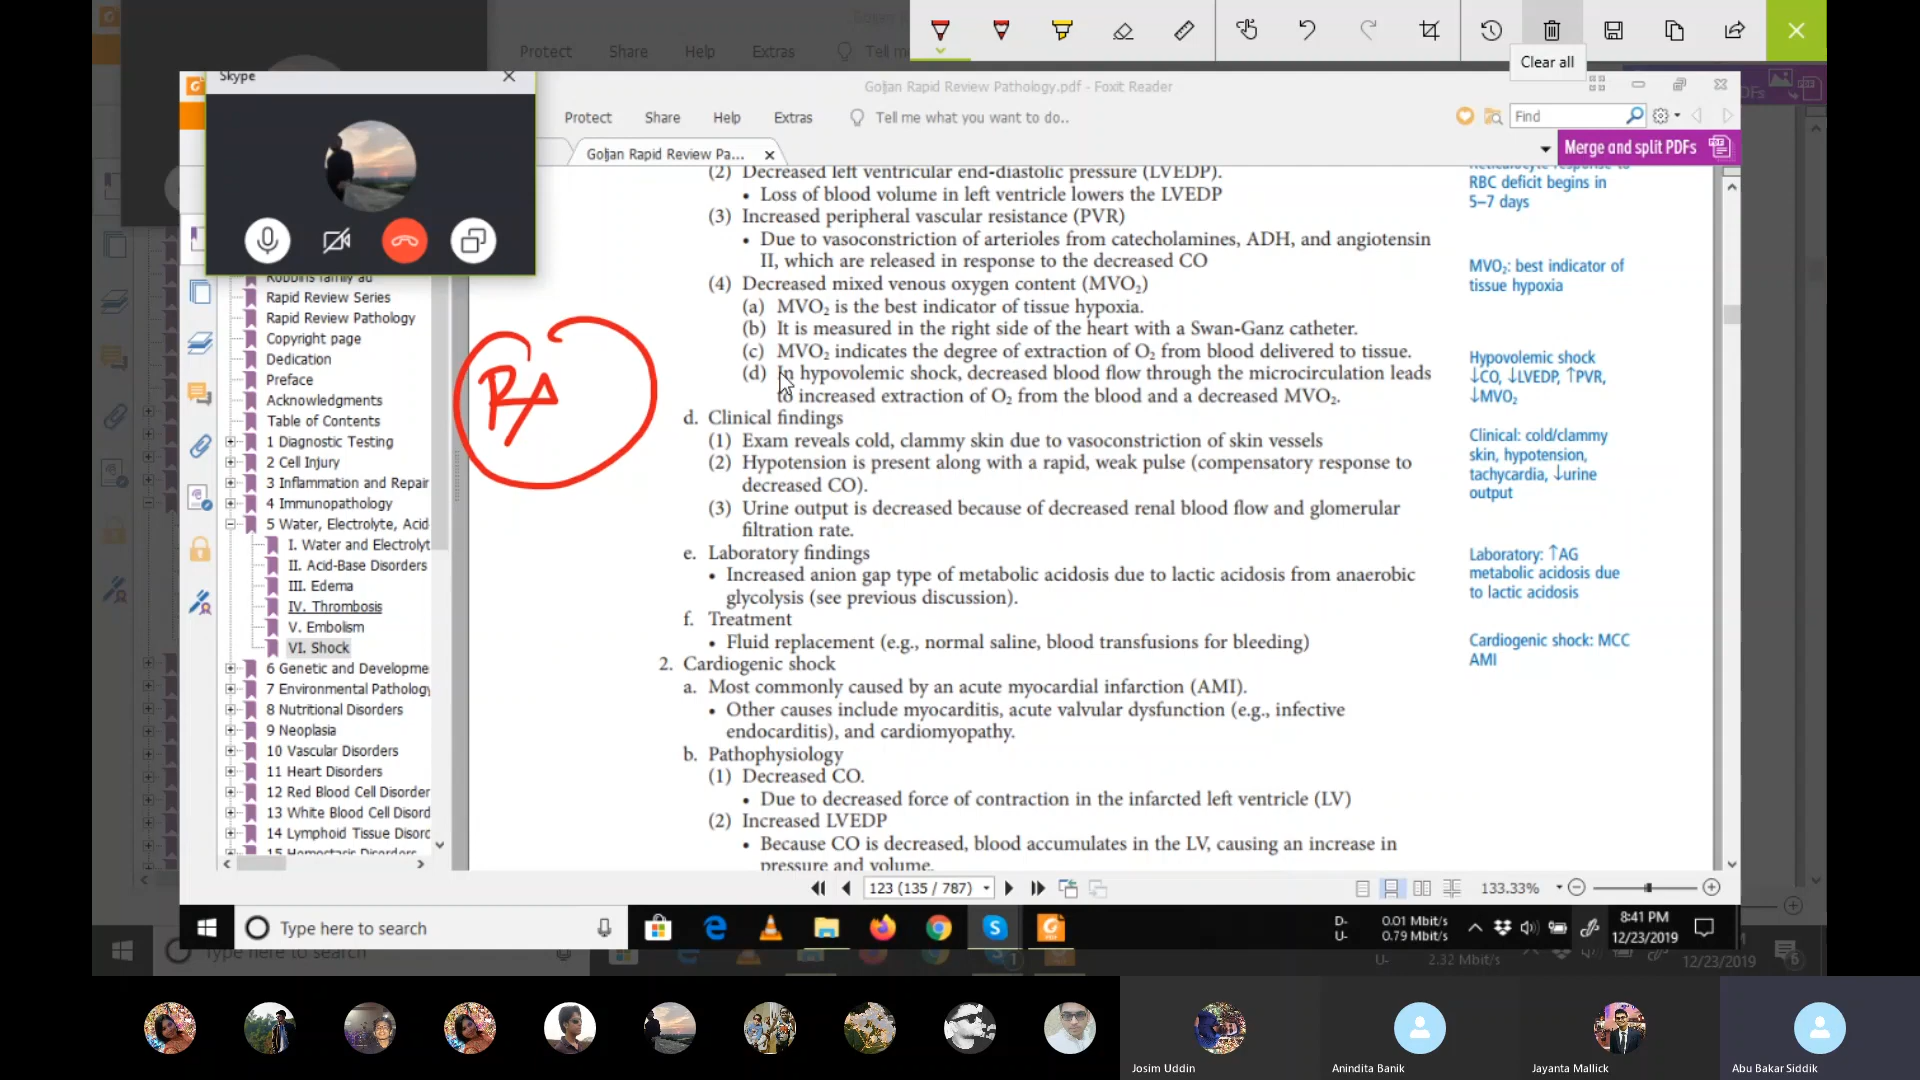 Protect Share Help Extras
Clear all
Skype
Goljan Rapid Review Pathology.pdf - Foxit Reader
Protect Share Help Extras Tell me what you want to do..
Find
Goljan Rapid Review Pa...
Merge and split PDFs
(2) Decreased left ventricular end-diastolic pressure (LVEDP).
• Loss of blood volume in left ventricle lowers the LVEDP
(3) Increased peripheral vascular resistance (PVR)
• Due to vasoconstriction of arterioles from catecholamines, ADH, and angiotensin
II, which are released in response to the decreased CO
(4) Decreased mixed venous oxygen content (MVO₂)
(a) MVO₂ is the best indicator of tissue hypoxia.
(b) It is measured in the right side of the heart with a Swan-Ganz catheter.
(c) MVO₂ indicates the degree of extraction of O₂ from blood delivered to tissue.
(d) In hypovolemic shock, decreased blood flow through the microcirculation leads
to increased extraction of O₂ from the blood and a decreased MVO₂.
d. Clinical findings
(1) Exam reveals cold, clammy skin due to vasoconstriction of skin vessels
(2) Hypotension is present along with a rapid, weak pulse (compensatory response to
decreased CO).
(3) Urine output is decreased because of decreased renal blood flow and glomerular
filtration rate.
e. Laboratory findings
• Increased anion gap type of metabolic acidosis due to lactic acidosis from anaerobic
glycolysis (see previous discussion).
f. Treatment
• Fluid replacement (e.g., normal saline, blood transfusions for bleeding)
2. Cardiogenic shock
a. Most commonly caused by an acute myocardial infarction (AMI).
• Other causes include myocarditis, acute valvular dysfunction (e.g., infective
endocarditis), and cardiomyopathy.
b. Pathophysiology
(1) Decreased CO.
• Due to decreased force of contraction in the infarcted left ventricle (LV)
(2) Increased LVEDP
• Because CO is decreased, blood accumulates in the LV, causing an increase in
pressure and volume.
RBC deficit begins in
5–7 days
MVO₂: best indicator of
tissue hypoxia
Hypovolemic shock
↓CO, ↓LVEDP, ↑PVR,
↓MVO₂
Clinical: cold/clammy
skin, hypotension,
tachycardia, ↓urine
output
Laboratory: ↑AG
metabolic acidosis due
to lactic acidosis
Cardiogenic shock: MCC
AMI
Rapid Review Series
Rapid Review Pathology
Copyright page
Dedication
Preface
Acknowledgments
Table of Contents
1 Diagnostic Testing
2 Cell Injury
3 Inflammation and Repair
4 Immunopathology
5 Water, Electrolyte, Acid
I. Water and Electrolyt
II. Acid-Base Disorders
III. Edema
IV. Thrombosis
V. Embolism
VI. Shock
6 Genetic and Developme
7 Environmental Pathology
8 Nutritional Disorders
9 Neoplasia
10 Vascular Disorders
11 Heart Disorders
12 Red Blood Cell Disorder
13 White Blood Cell Disord
14 Lymphoid Tissue Disord
123 (135 / 787)
133.33%
Type here to search
D- 0.01 Mbit/s
U- 0.79 Mbit/s
8:41 PM
12/23/2019
Type here to search
U- 2.32 Mbit/s
12/23/2019
Josim Uddin
Anindita Banik
Jayanta Mallick
Abu Bakar Siddik